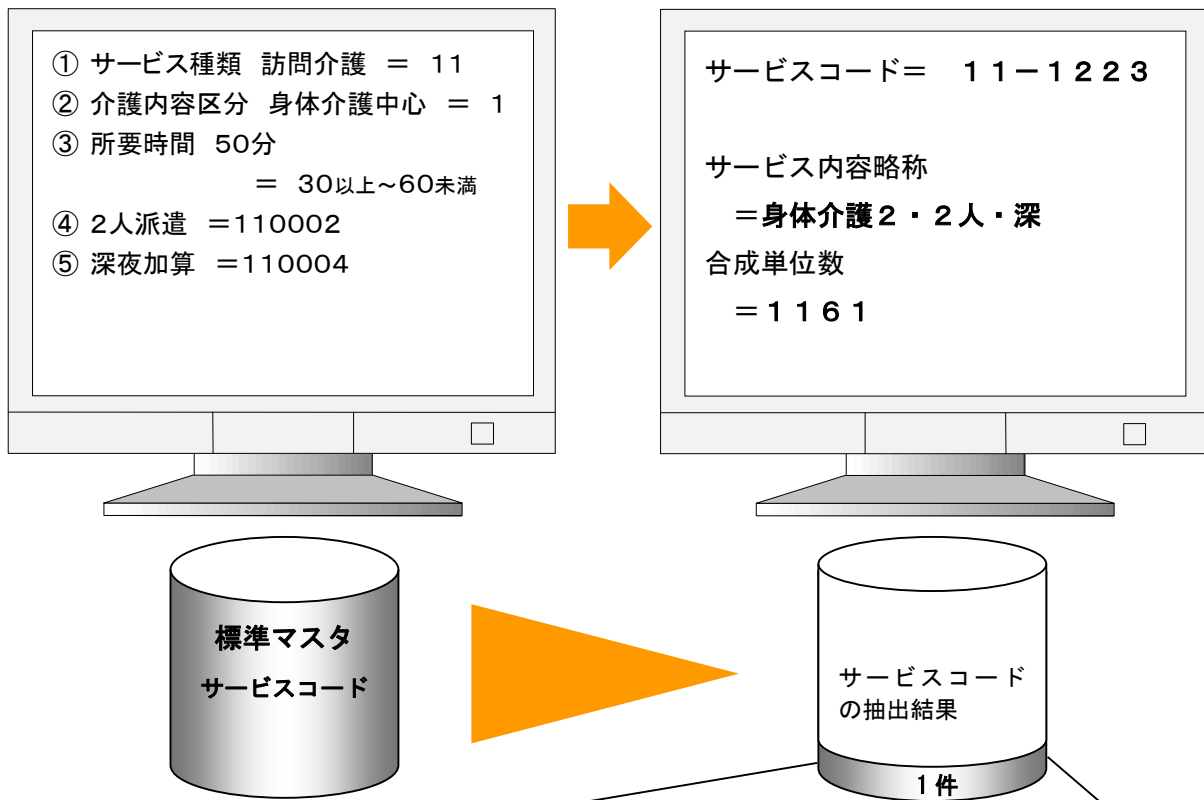 ① サービス種類 訪問介護 = 11
② 介護内容区分 身体介護中心 = 1
③ 所要時間 50分
= 30以上~60未満
④ 2人派遣 =110002
⑤ 深夜加算 =110004
サービスコード= 11-1223
サービス内容略称
=身体介護2・2人・深
合成単位数
=1161
標準マスタ
サービスコード
サービスコード
の抽出結果
1件